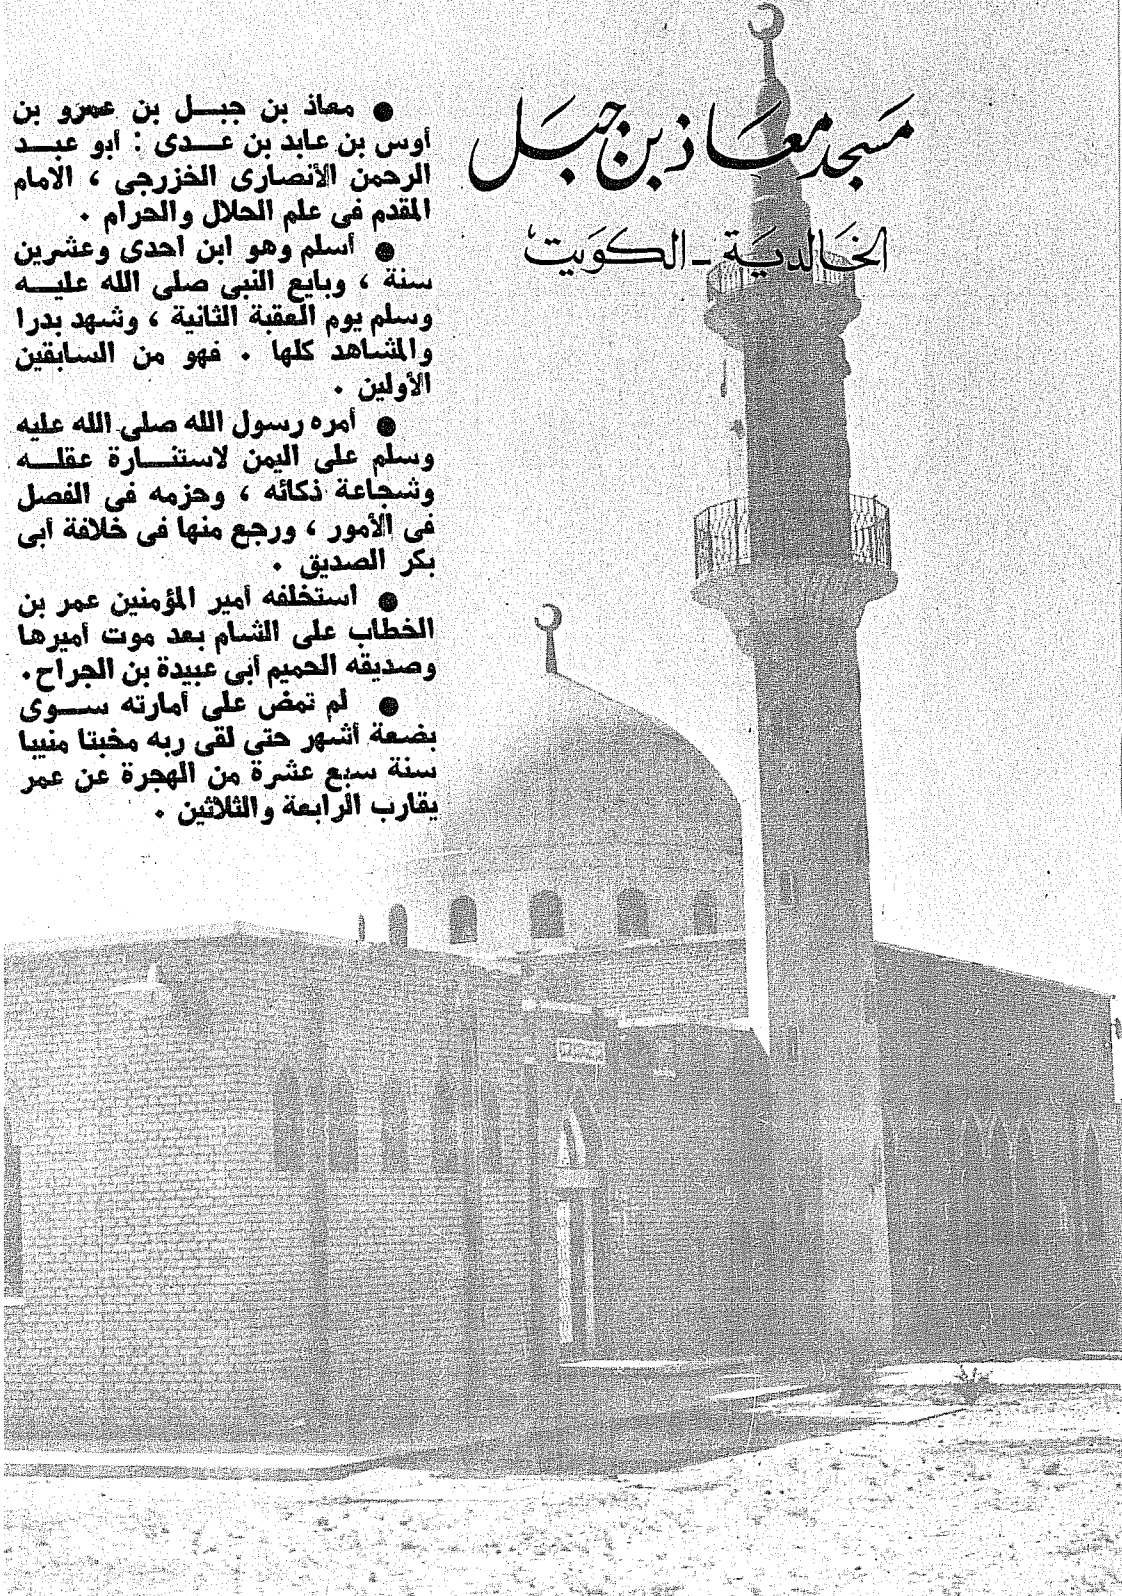 مسجد معاذ بن جبل
الخالدية - الكويت
● معاذ بن جبل بن عمرو بن
أوس بن عابد بن عدى : أبو عبد
الرحمن الأنصارى الخزرجى ، الامام
المقدم فى علم الحلال والحرام .
● أسلم وهو ابن احدى وعشرين
سنة ، وبايع النبى صلى الله عليه
وسلم يوم العقبة الثانية ، وشهد بدرا
والمشاهد كلها . فهو من السابقين
الأولين .
● أمره رسول الله صلى الله عليه
وسلم على اليمن لاستنارة عقله
وشجاعة ذكائه ، وحزمه فى الفصل
فى الأمور ، ورجع منها فى خلافة أبى
بكر الصديق .
● استخلفه أمير المؤمنين عمر بن
الخطاب على الشام بعد موت أميرها
وصديقه الحميم أبى عبيدة بن الجراح.
● لم تمض على أمارته سوى
بضعة أشهر حتى لقى ربه مخبتا منيبا
سنة سبع عشرة من الهجرة عن عمر
يقارب الرابعة والثلاثين .